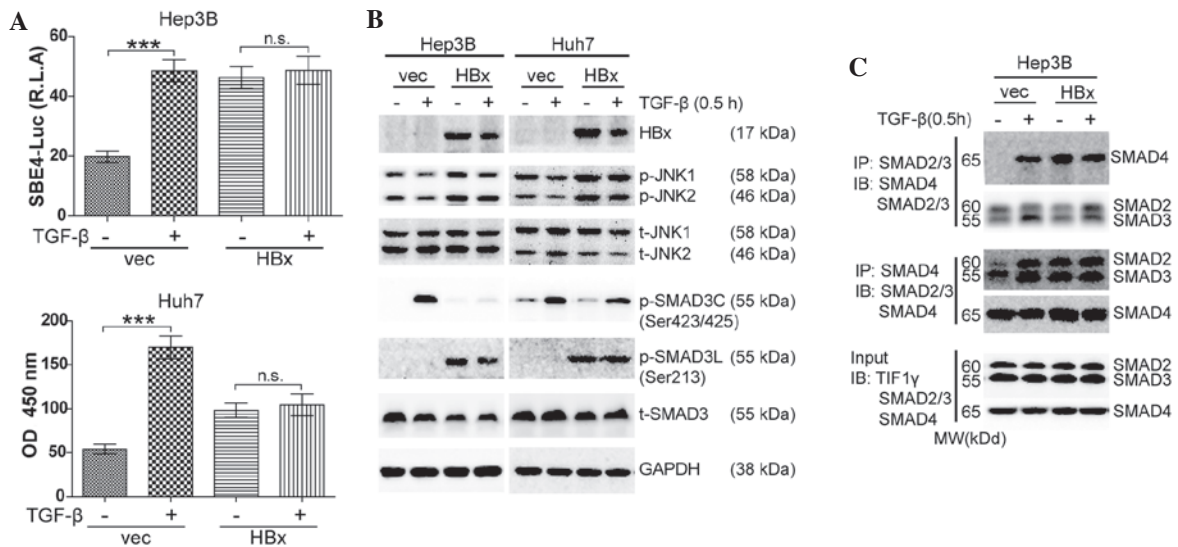 A
Hep3B
SBE4-Luc (R.L.A)
60
40
20
0
***
n.s.
TGF-β - + - +
vec HBx
Huh7
OD 450 nm
200
150
100
50
0
***
n.s.
TGF-β - + - +
vec HBx
B
Hep3B Huh7
vec HBx vec HBx
- + - + - + - + TGF-β (0.5 h)
HBx (17 kDa)
p-JNK1 (58 kDa)
p-JNK2 (46 kDa)
t-JNK1 (58 kDa)
t-JNK2 (46 kDa)
p-SMAD3C (55 kDa)
(Ser423/425)
p-SMAD3L (55 kDa)
(Ser213)
t-SMAD3 (55 kDa)
GAPDH (38 kDa)
C
Hep3B
vec HBx
TGF-β(0.5h) - + - +
IP: SMAD2/3
IB: SMAD4
SMAD2/3
65 SMAD4
60 SMAD2
55 SMAD3
IP: SMAD4
IB: SMAD2/3
SMAD4
60 SMAD2
55 SMAD3
65 SMAD4
Input
IB: TIF1γ
SMAD2/3
SMAD4
60 SMAD2
55 SMAD3
65 SMAD4
MW(kDd)